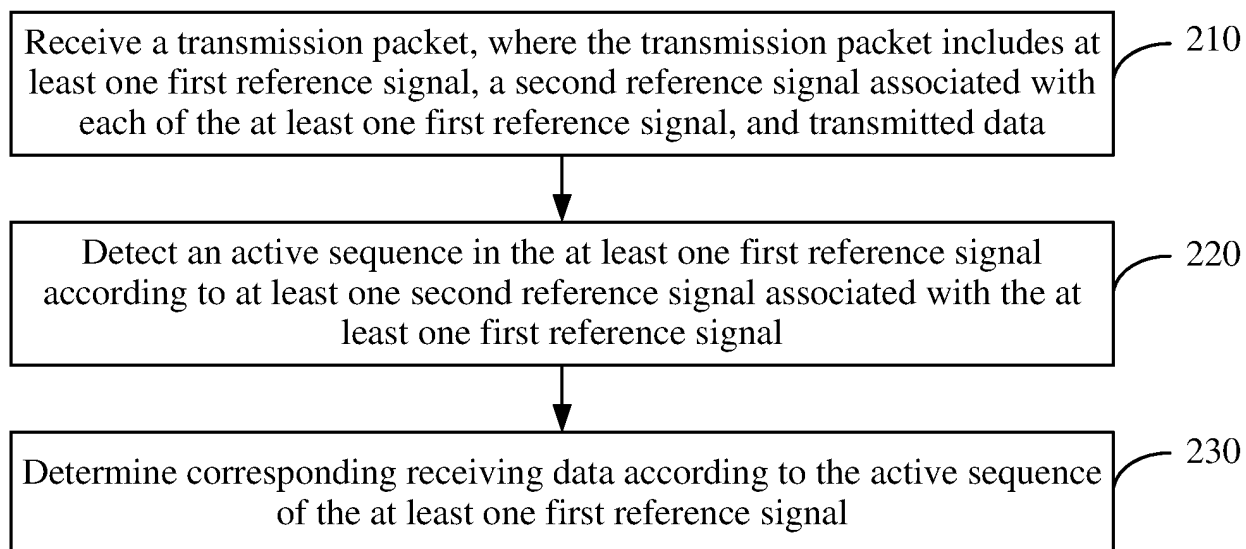 Receive a transmission packet, where the transmission packet includes at
least one first reference signal, a second reference signal associated with
each of the at least one first reference signal, and transmitted data
210
Detect an active sequence in the at least one first reference signal
according to at least one second reference signal associated with the at
least one first reference signal
220
Determine corresponding receiving data according to the active sequence
of the at least one first reference signal
230